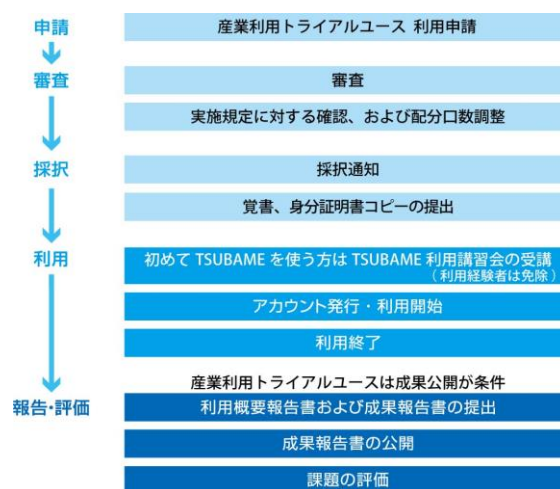 申請
産業利用トライアルユース 利用申請
審査
審査
実施規定に対する確認、および配分口数調整
採択
採択通知
覚書、身分証明書コピーの提出
利用
初めて TSUBAME を使う方は TSUBAME 利用講習会の受講
（利用経験者は免除）
アカウント発行・利用開始
利用終了
産業利用トライアルユースは成果公開が条件
報告・評価
利用概要報告書および成果報告書の提出
成果報告書の公開
課題の評価